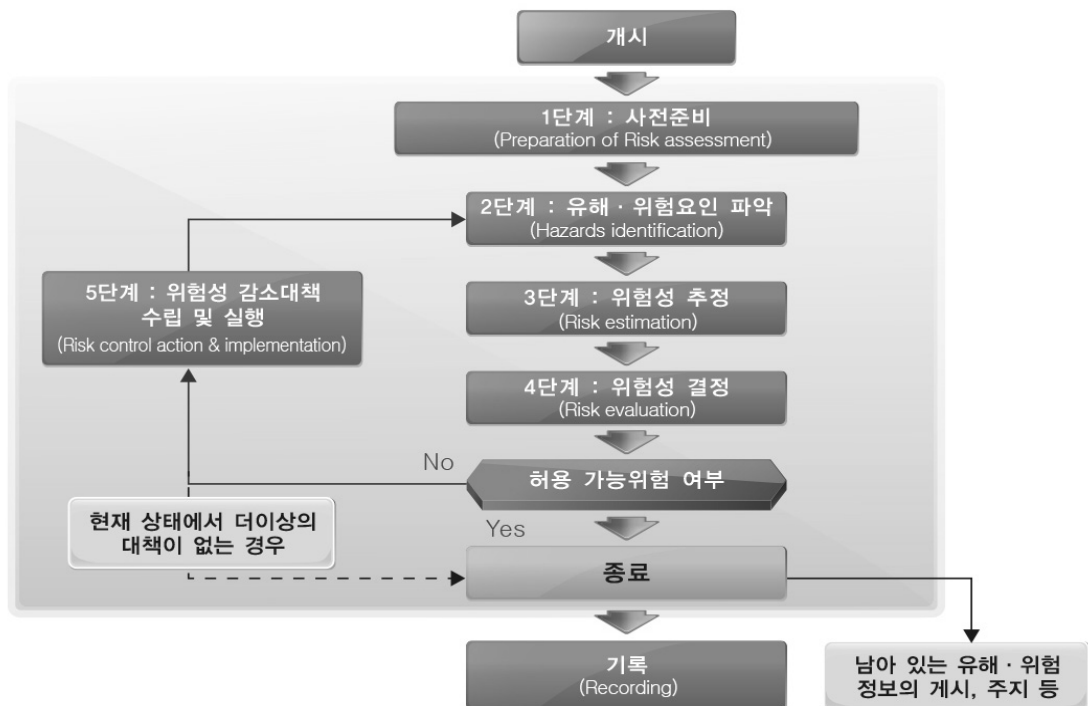 개시
1단계 : 사전준비
(Preparation of Risk assessment)
2단계 : 유해 · 위험요인 파악
(Hazards identification)
5단계 : 위험성 감소대책
수립 및 실행
(Risk control action & implementation)
3단계 : 위험성 추정
(Risk estimation)
4단계 : 위험성 결정
(Risk evaluation)
No
허용 가능위험 여부
현재 상태에서 더이상의
대책이 없는 경우
Yes
종료
기록
(Recording)
남아 있는 유해 · 위험
정보의 게시, 주지 등